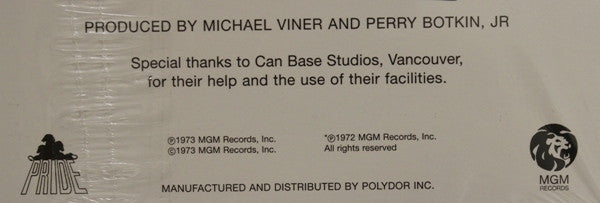 PRODUCED BY MICHAEL VINER AND PERRY BOTKIN, JR
Special thanks to Can Base Studios, Vancouver,
for their help and the use of their facilities.
℗1973 MGM Records, Inc.
©1973 MGM Records, Inc.
*℗1972 MGM Records, Inc.
All rights reserved
PRIDE
MGM
RECORDS
MANUFACTURED AND DISTRIBUTED BY POLYDOR INC.